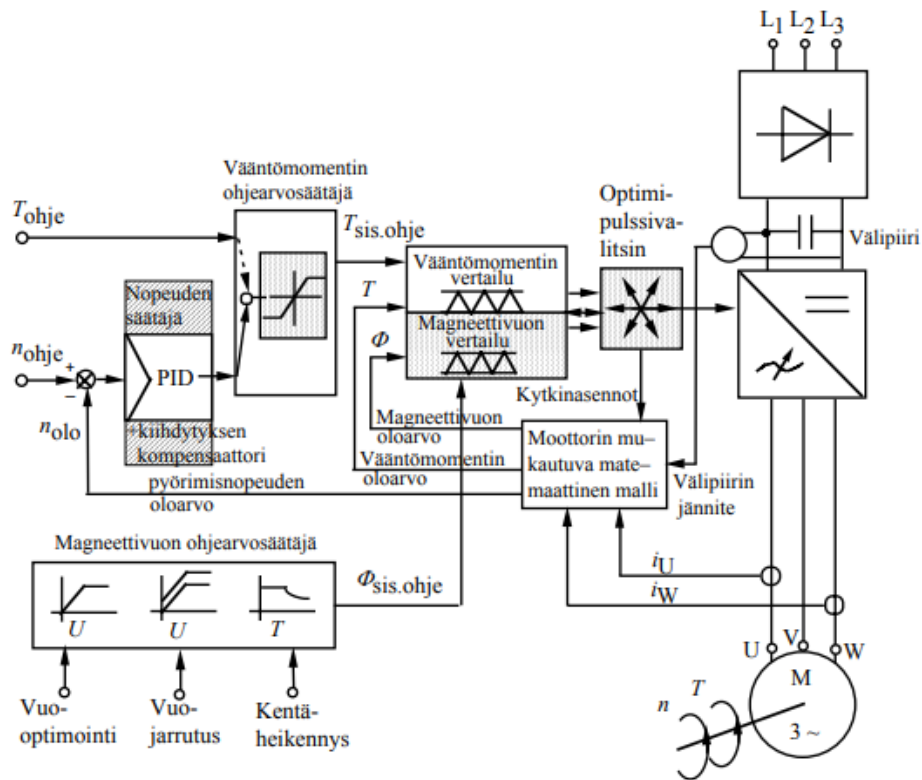 L1 L2 L3
Vääntömomentin
ohjearvosäätäjä
Tohje
Tsis.ohje
Optimi-
pulssiva-
litsin
Välipiiri
Vääntömomentin
vertailu
Magneettivuon
vertailu
T
Φ
Nopeuden
säätäjä
nohje
+
−
PID
nolo
+kiihdytyksen
kompensaattori
pyörimisnopeuden
oloarvo
Magneettivuon
oloarvo
Vääntömomentin
oloarvo
Kytkinasennot
Moottorin mu–
kautuva mate–
maattinen malli
Välipiirin
jännite
Magneettivuon ohjearvosäätäjä
U
U
T
Φsis.ohje
iU
iW
Vuo-
optimointi
Vuo-
jarrutus
Kentä-
heikennys
U V W
M
3 ~
n
T